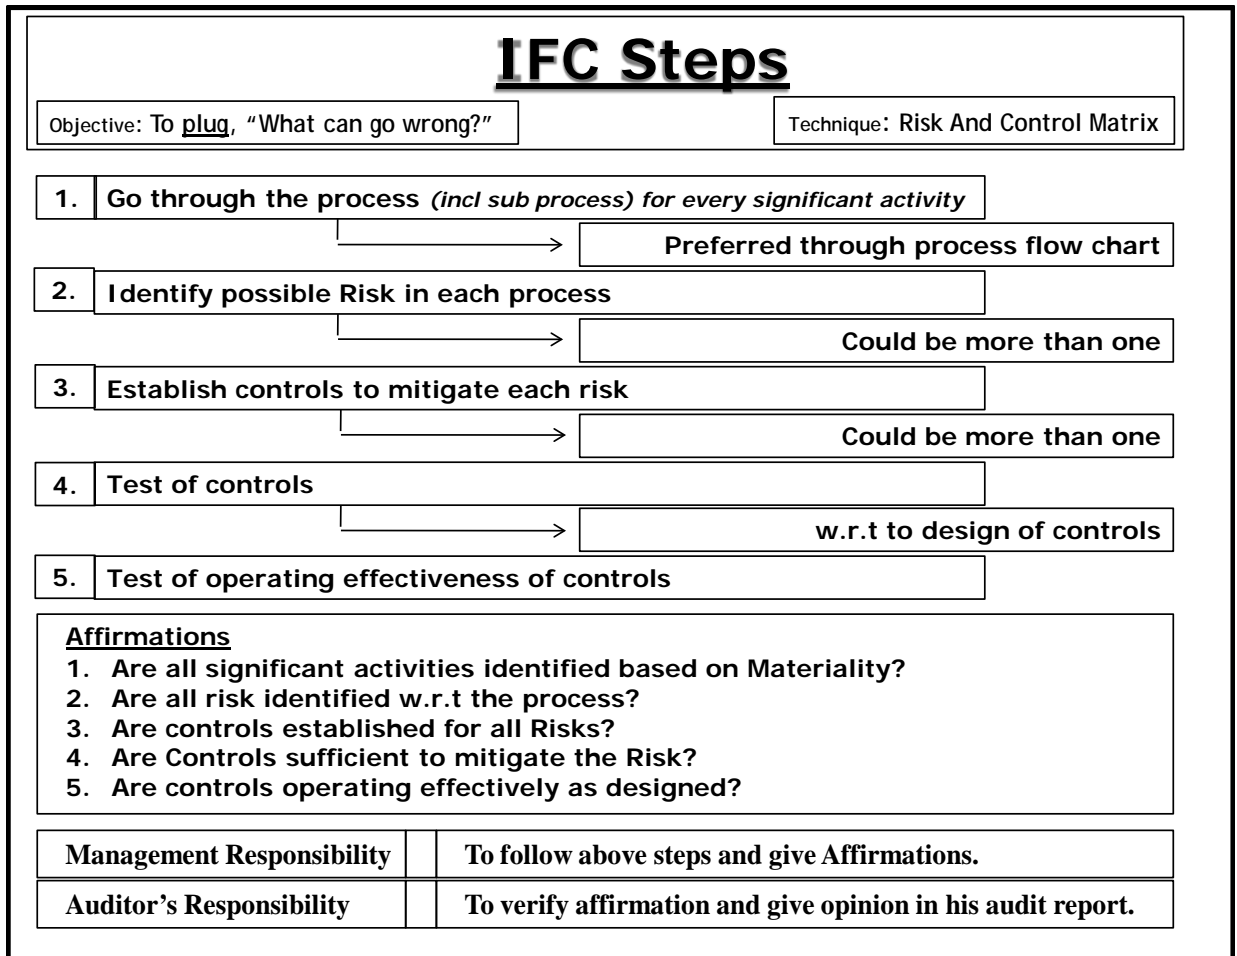 IFC Steps
Objective: To plug, “What can go wrong?”
Technique: Risk And Control Matrix
1. Go through the process (incl sub process) for every significant activity
Preferred through process flow chart
2. Identify possible Risk in each process
Could be more than one
3. Establish controls to mitigate each risk
Could be more than one
4. Test of controls
w.r.t to design of controls
5. Test of operating effectiveness of controls
Affirmations
1. Are all significant activities identified based on Materiality?
2. Are all risk identified w.r.t the process?
3. Are controls established for all Risks?
4. Are Controls sufficient to mitigate the Risk?
5. Are controls operating effectively as designed?
Management Responsibility To follow above steps and give Affirmations.
Auditor’s Responsibility To verify affirmation and give opinion in his audit report.